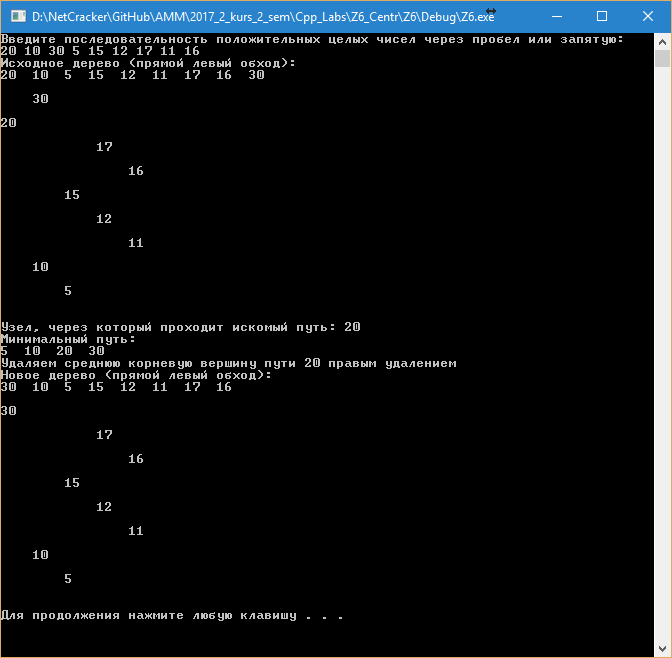 D:\NetCracker\GitHub\AMM\2017_2_kurs_2_sem\Cpp_Labs\Z6_Centr\Z6\Debug\Z6.exe
Введите последовательность положительных целых чисел через пробел или запятую:
20 10 30 5 15 12 17 11 16
Исходное дерево (прямой левый обход):
20  10  5  15  12  11  17  16  30
30
20
17
16
15
12
11
10
5
Узел, через который проходит искомый путь: 20
Минимальный путь:
5  10  20  30
Удаляем среднюю корневую вершину пути 20 правым удалением
Новое дерево (прямой левый обход):
30  10  5  15  12  11  17  16
30
17
16
15
12
11
10
5
Для продолжения нажмите любую клавишу . . .